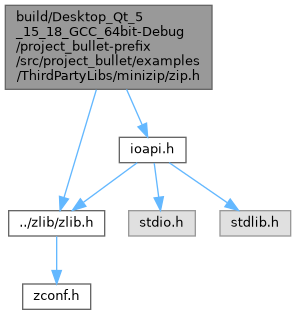 build/Desktop_Qt_5
_15_18_GCC_64bit-Debug
/project_bullet-prefix
/src/project_bullet/examples
/ThirdPartyLibs/minizip/zip.h
ioapi.h
../zlib/zlib.h
stdio.h
stdlib.h
zconf.h